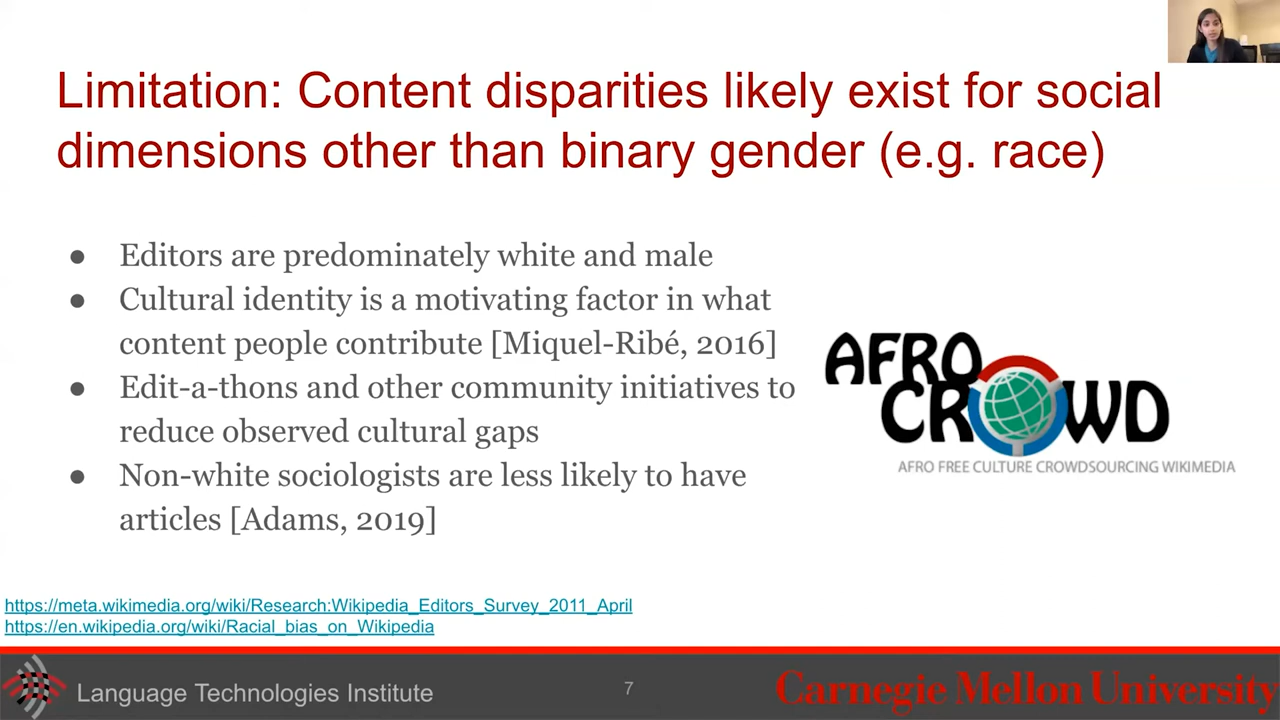 Limitation: Content disparities likely exist for social
dimensions other than binary gender (e.g. race)
● Editors are predominately white and male
● Cultural identity is a motivating factor in what
content people contribute [Miquel-Ribé, 2016]
● Edit-a-thons and other community initiatives to
reduce observed cultural gaps
● Non-white sociologists are less likely to have
articles [Adams, 2019]
AFRO
CROWD
AFRO FREE CULTURE CROWDSOURCING WIKIMEDIA
https://meta.wikimedia.org/wiki/Research:Wikipedia_Editors_Survey_2011_April
https://en.wikipedia.org/wiki/Racial_bias_on_Wikipedia
Language Technologies Institute
7
Carnegie Mellon University